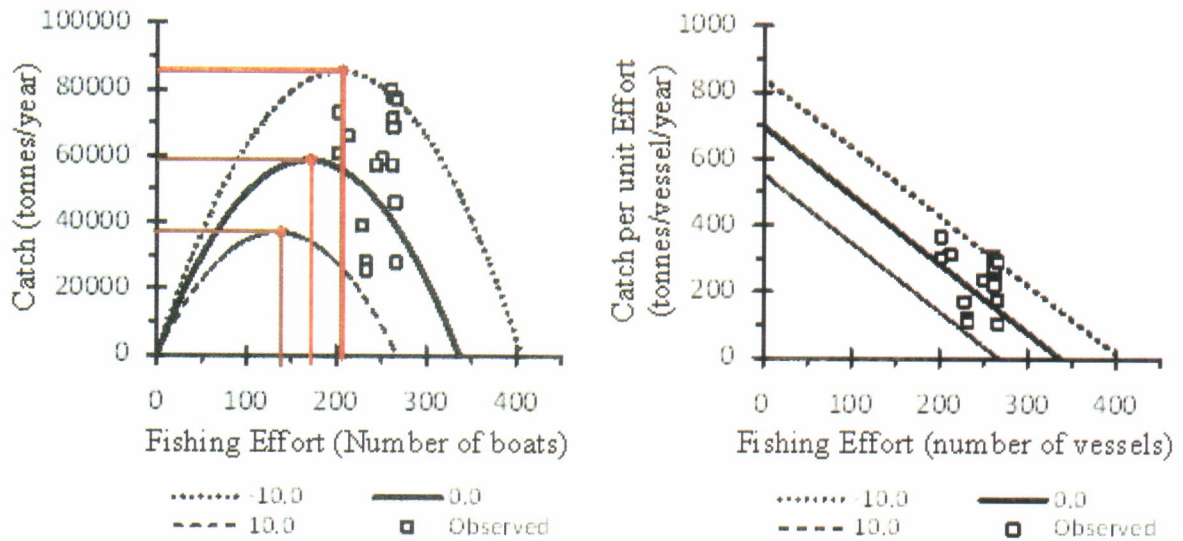 100000
80000
60000
40000
20000
0
Catch (tonnes/year)
0 100 200 300 400
Fishing Effort (Number of boats)
-10.0 0.0
10.0 Observed
1000
800
600
400
200
0
Catch per unit Effort
(tonnes/vessel/year)
0 100 200 300 400
Fishing Effort (number of vessels)
-10.0 0.0
10.0 Observed